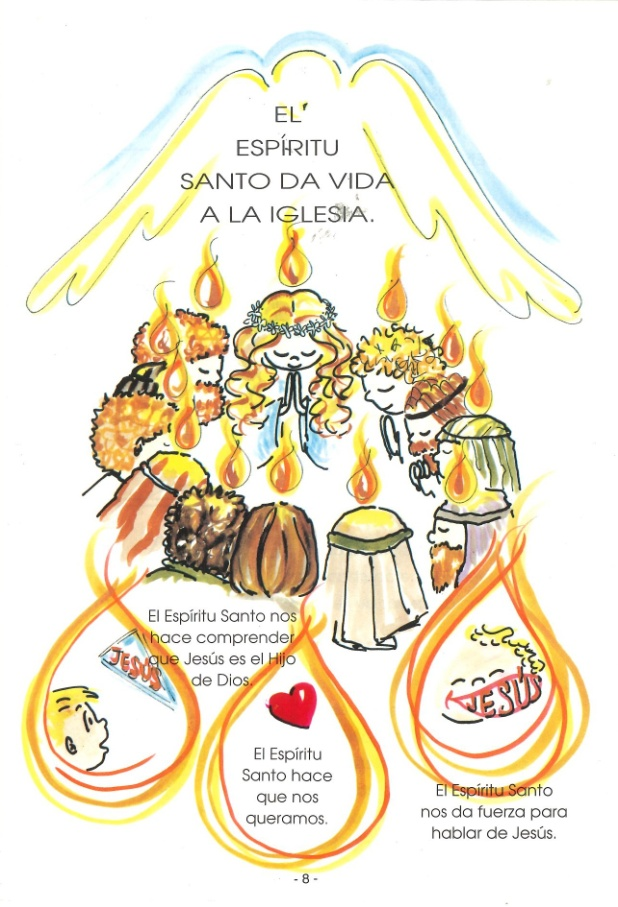 EL
ESPÍRITU
SANTO DA VIDA
A LA IGLESIA.
El Espíritu Santo nos
hace comprender
que Jesús es el Hijo
de Dios.
JESÚS
El Espíritu
Santo hace
que nos
queramos.
JESÚS
El Espíritu Santo
nos da fuerza para
hablar de Jesús.
- 8 -